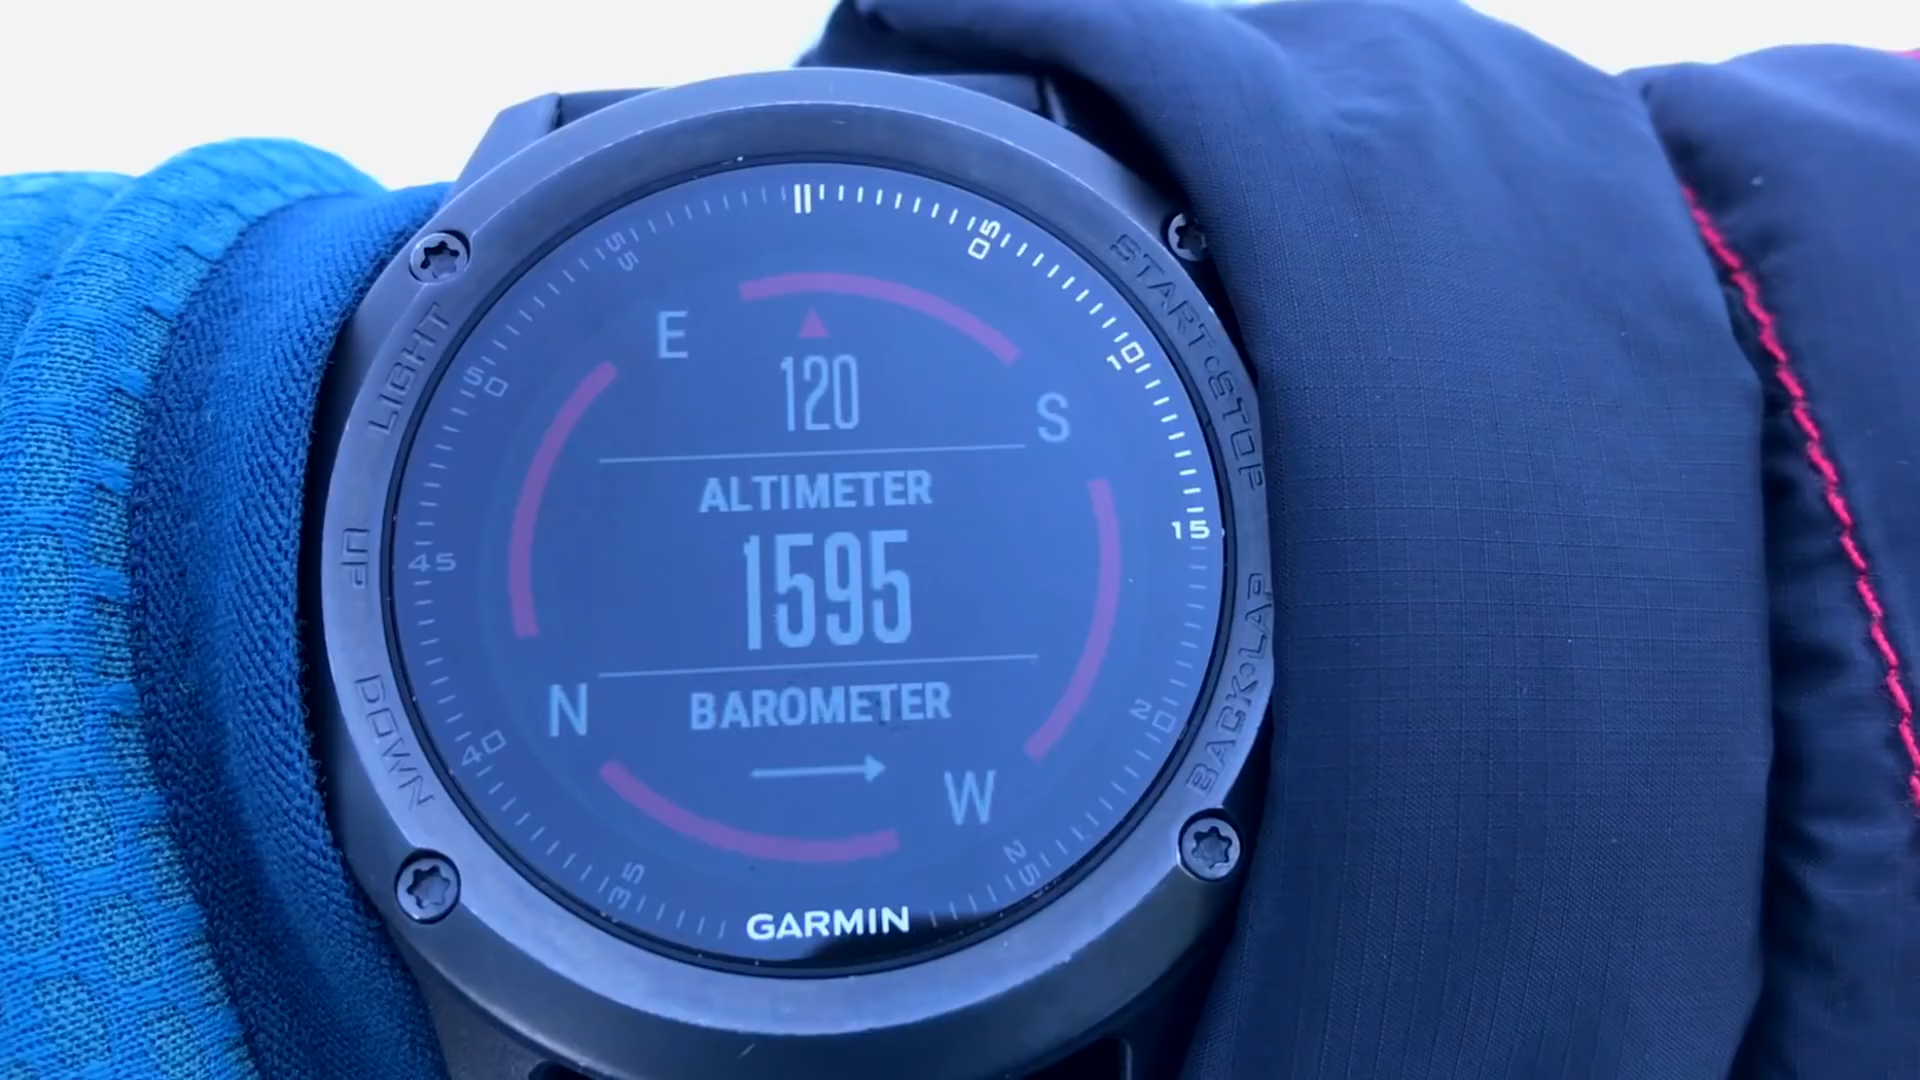 05
10
15
20
25
35
40
45
50
55
LIGHT
UP
DOWN
START•STOP
BACK•LAP
E
S
120
ALTIMETER
1595
N
BAROMETER
W
GARMIN